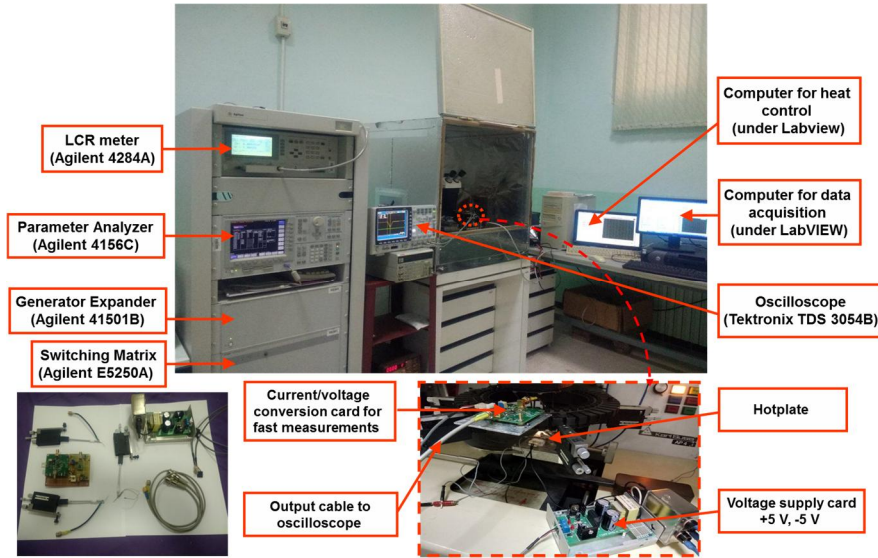 LCR meter
(Agilent 4284A)
Parameter Analyzer
(Agilent 4156C)
Generator Expander
(Agilent 41501B)
Switching Matrix
(Agilent E5250A)
Computer for heat
control
(under Labview)
Computer for data
acquisition
(under LabVIEW)
Oscilloscope
(Tektronix TDS 3054B)
Current/voltage
conversion card for
fast measurements
Hotplate
Output cable to
oscilloscope
Voltage supply card
+5 V, -5 V